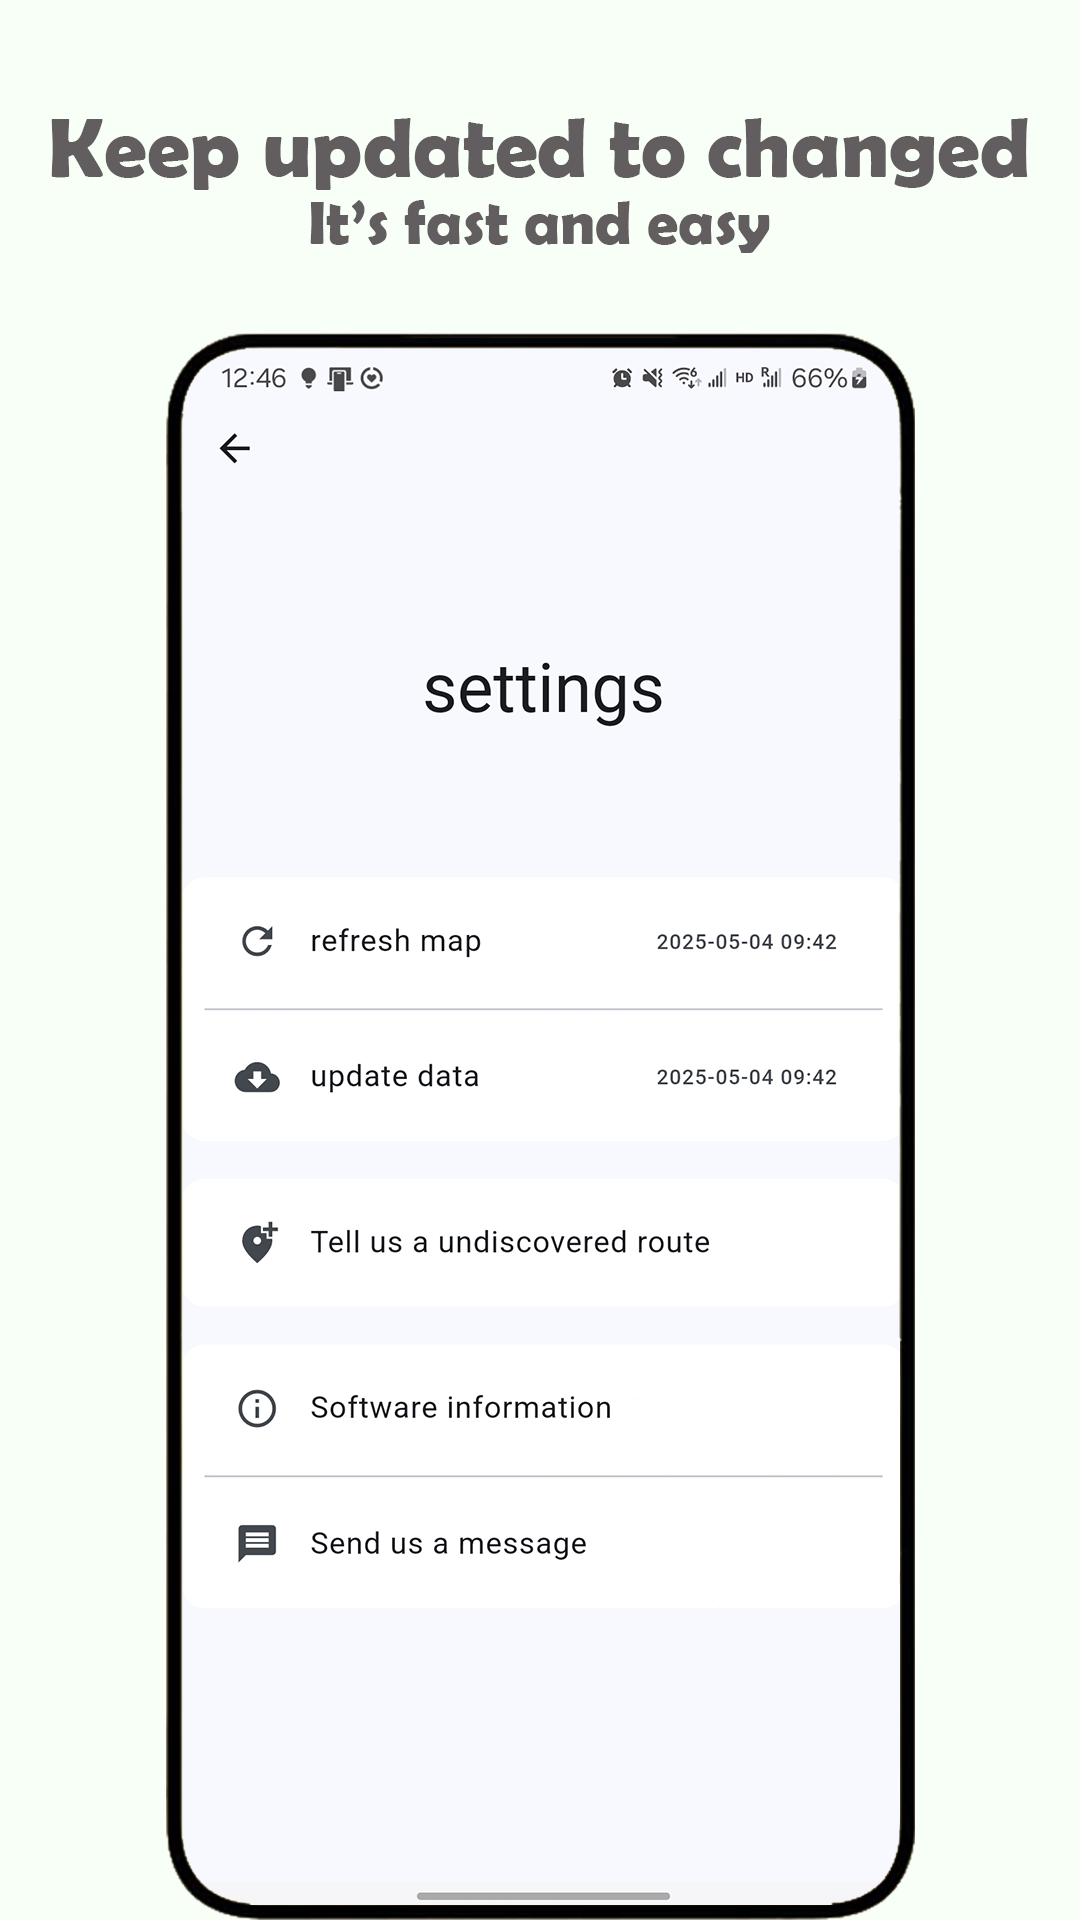 Keep updated to changed
It's fast and easy
12:46 HD R 66%
settings
refresh map 2025-05-04 09:42
update data 2025-05-04 09:42
Tell us a undiscovered route
Software information
Send us a message